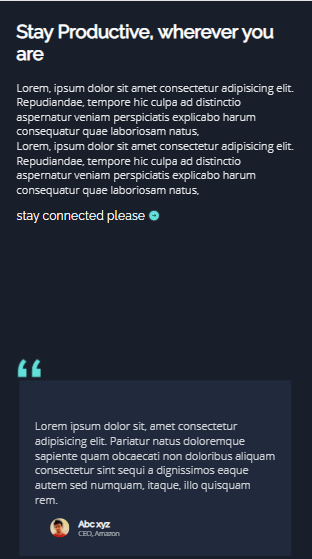 Stay Productive, wherever you
are
Lorem, ipsum dolor sit amet consectetur adipisicing elit.
Repudiandae, tempore hic culpa ad distinctio
aspernatur veniam perspiciatis explicabo harum
consequatur quae laboriosam natus,
Lorem, ipsum dolor sit amet consectetur adipisicing elit.
Repudiandae, tempore hic culpa ad distinctio
aspernatur veniam perspiciatis explicabo harum
consequatur quae laboriosam natus,
stay connected please
“
Lorem ipsum dolor sit, amet consectetur
adipisicing elit. Pariatur natus doloremque
sapiente quam obcaecati non doloribus aliquam
consectetur sint sequi a dignissimos eaque
autem sed numquam, itaque, illo quisquam
rem.
Abc xyz
CEO, Amazon